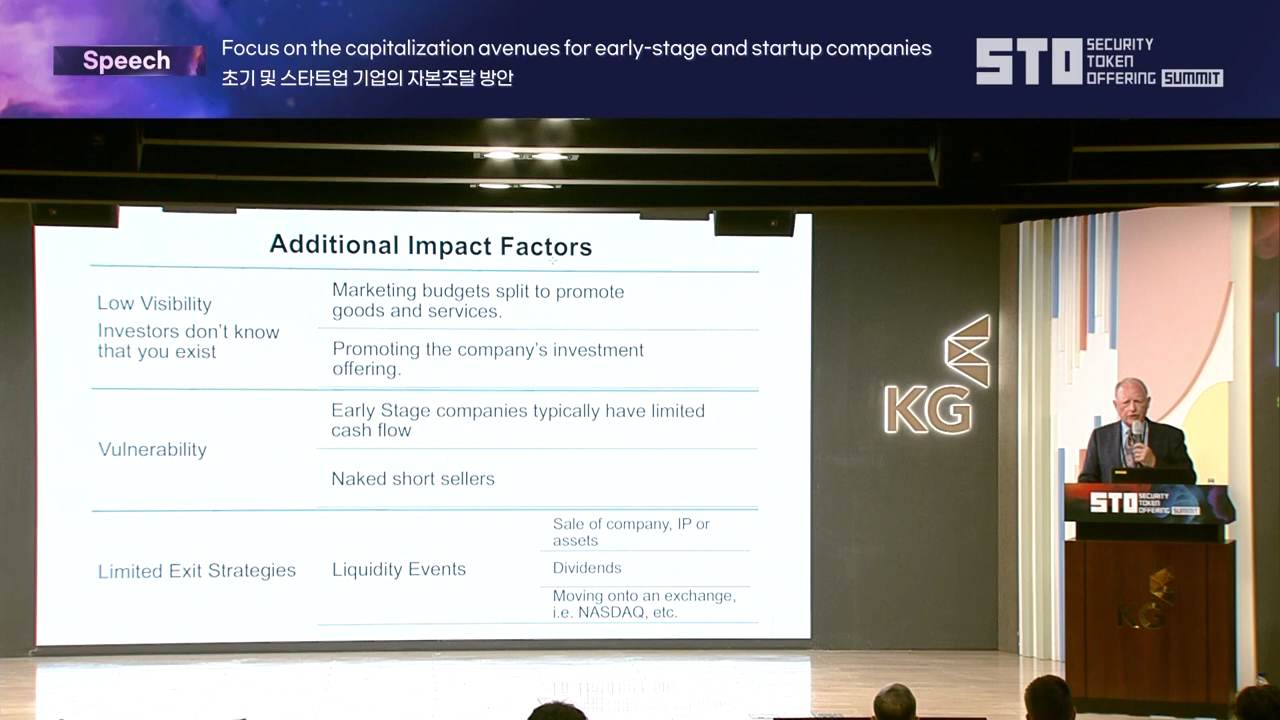 Speech
Focus on the capitalization avenues for early-stage and startup companies
초기 및 스타트업 기업의 자본조달 방안
STO SECURITY
TOKEN
OFFERING SUMMIT
Additional Impact Factors
Low Visibility
Investors don't know
that you exist
Marketing budgets split to promote
goods and services.
Promoting the company's investment
offering.
Vulnerability
Early Stage companies typically have limited
cash flow
Naked short sellers
Limited Exit Strategies
Liquidity Events
Sale of company, IP or
assets
Dividends
Moving onto an exchange,
i.e. NASDAQ, etc.
KG
STO SECURITY
TOKEN
OFFERING SUMMIT
KG